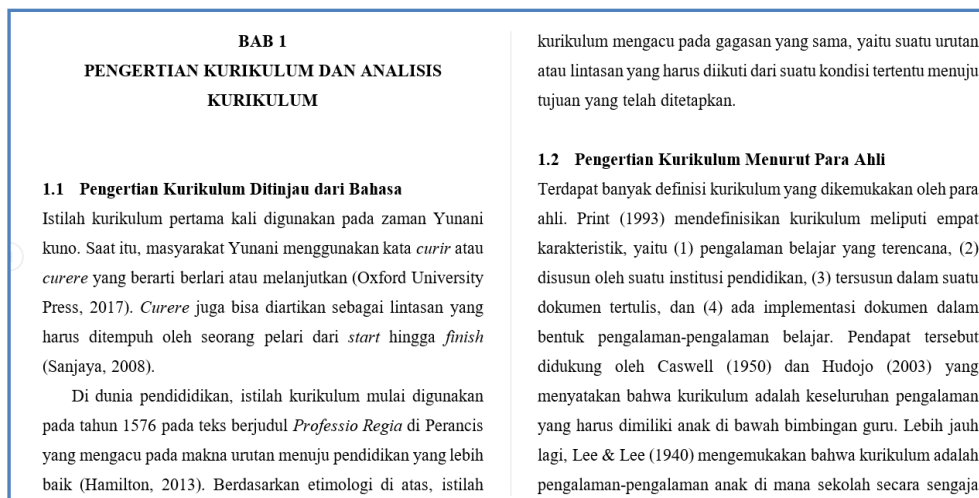 BAB 1
PENGERTIAN KURIKULUM DAN ANALISIS
KURIKULUM
1.1 Pengertian Kurikulum Ditinjau dari Bahasa
Istilah kurikulum pertama kali digunakan pada zaman Yunani
kuno. Saat itu, masyarakat Yunani menggunakan kata curir atau
curere yang berarti berlari atau melanjutkan (Oxford University
Press, 2017). Curere juga bisa diartikan sebagai lintasan yang
harus ditempuh oleh seorang pelari dari start hingga finish
(Sanjaya, 2008).
Di dunia pendididikan, istilah kurikulum mulai digunakan
pada tahun 1576 pada teks berjudul Professio Regia di Perancis
yang mengacu pada makna urutan menuju pendidikan yang lebih
baik (Hamilton, 2013). Berdasarkan etimologi di atas, istilah
kurikulum mengacu pada gagasan yang sama, yaitu suatu urutan
atau lintasan yang harus diikuti dari suatu kondisi tertentu menuju
tujuan yang telah ditetapkan.
1.2 Pengertian Kurikulum Menurut Para Ahli
Terdapat banyak definisi kurikulum yang dikemukakan oleh para
ahli. Print (1993) mendefinisikan kurikulum meliputi empat
karakteristik, yaitu (1) pengalaman belajar yang terencana, (2)
disusun oleh suatu institusi pendidikan, (3) tersusun dalam suatu
dokumen tertulis, dan (4) ada implementasi dokumen dalam
bentuk pengalaman-pengalaman belajar. Pendapat tersebut
didukung oleh Caswell (1950) dan Hudojo (2003) yang
menyatakan bahwa kurikulum adalah keseluruhan pengalaman
yang harus dimiliki anak di bawah bimbingan guru. Lebih jauh
lagi, Lee & Lee (1940) mengemukakan bahwa kurikulum adalah
pengalaman-pengalaman anak di mana sekolah secara sengaja